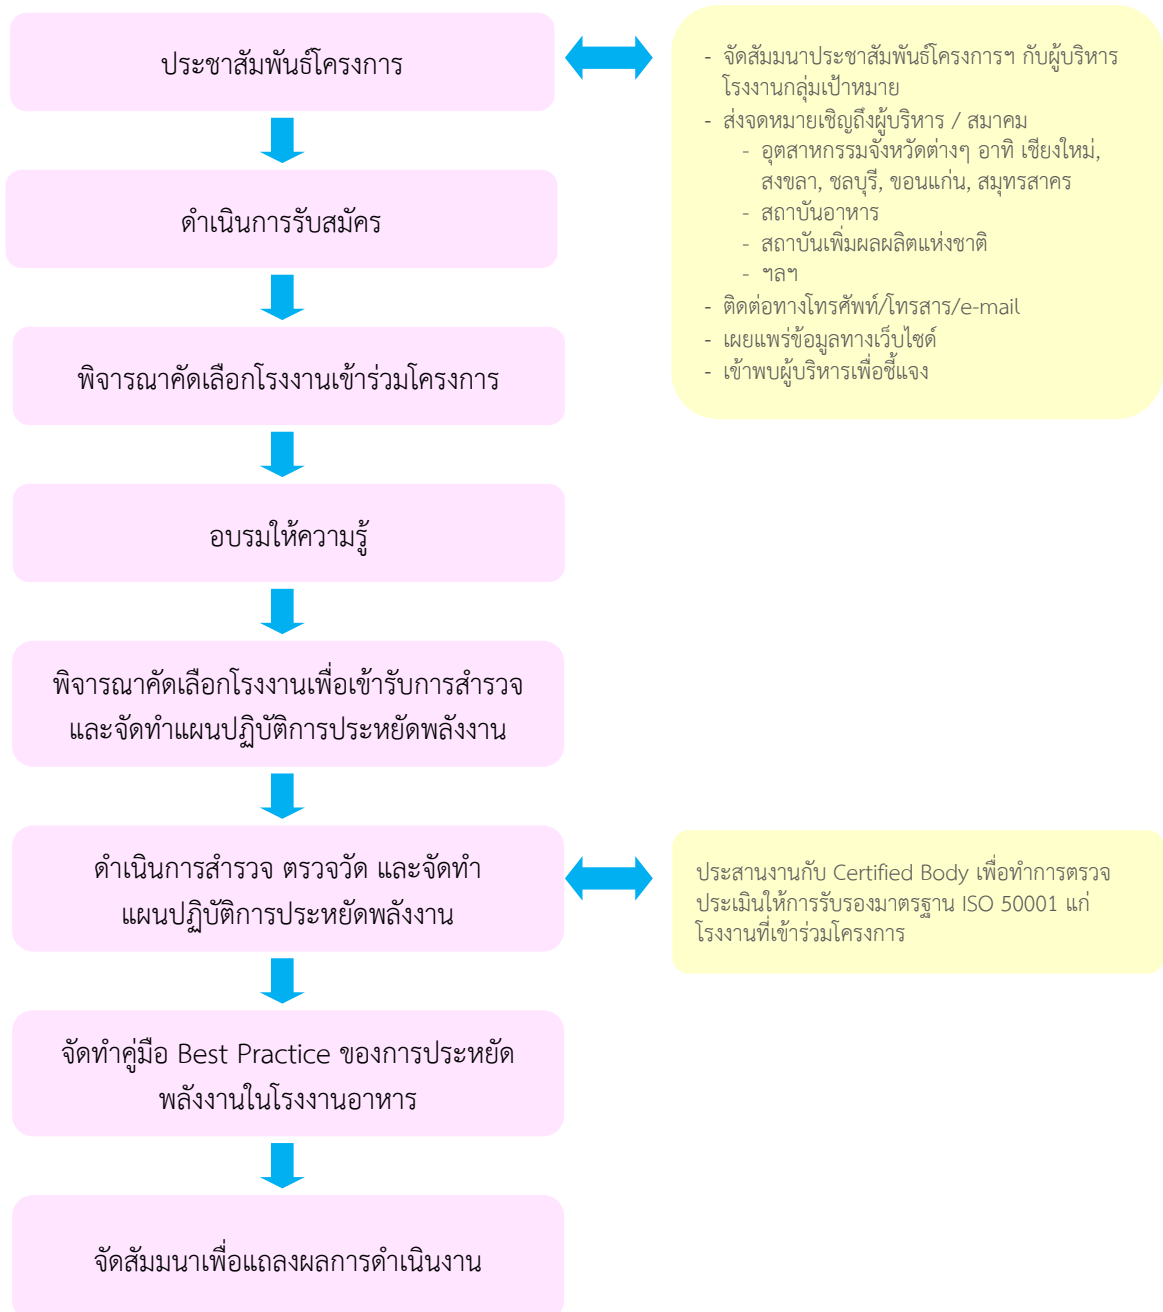 ประชาสัมพันธ์โครงการ
- จัดสัมมนาประชาสัมพันธ์โครงการฯ กับผู้บริหาร
โรงงานกลุ่มเป้าหมาย
- ส่งจดหมายเชิญถึงผู้บริหาร / สมาคม
- อุตสาหกรรมจังหวัดต่างๆ อาทิ เชียงใหม่,
สงขลา, ชลบุรี, ขอนแก่น, สมุทรสาคร
- สถาบันอาหาร
- สถาบันเพิ่มผลผลิตแห่งชาติ
- ฯลฯ
- ติดต่อทางโทรศัพท์/โทรสาร/e-mail
- เผยแพร่ข้อมูลทางเว็บไซด์
- เข้าพบผู้บริหารเพื่อชี้แจง
ดำเนินการรับสมัคร
พิจารณาคัดเลือกโรงงานเข้าร่วมโครงการ
อบรมให้ความรู้
พิจารณาคัดเลือกโรงงานเพื่อเข้ารับการสำรวจ
และจัดทำแผนปฏิบัติการประหยัดพลังงาน
ดำเนินการสำรวจ ตรวจวัด และจัดทำ
แผนปฏิบัติการประหยัดพลังงาน
ประสานงานกับ Certified Body เพื่อทำการตรวจ
ประเมินให้การรับรองมาตรฐาน ISO 50001 แก่
โรงงานที่เข้าร่วมโครงการ
จัดทำคู่มือ Best Practice ของการประหยัด
พลังงานในโรงงานอาหาร
จัดสัมมนาเพื่อแถลงผลการดำเนินงาน